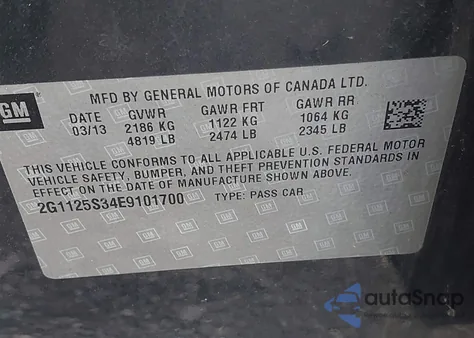 GM
MFD BY GENERAL MOTORS OF CANADA LTD.
DATE GVWR GAWR FRT GAWR RR
03/13 2186 KG 1122 KG 1064 KG
4819 LB 2474 LB 2345 LB
THIS VEHICLE CONFORMS TO ALL APPLICABLE U.S. FEDERAL MOTOR
VEHICLE SAFETY, BUMPER, AND THEFT PREVENTION STANDARDS IN
EFFECT ON THE DATE OF MANUFACTURE SHOWN ABOVE.
2G1125S34E9101700 TYPE: PASS CAR
autoSnap